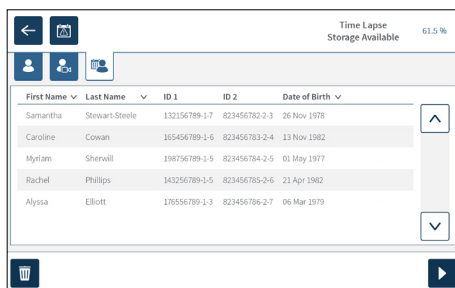 Time Lapse
Storage Available 61.5 %
First Name Last Name ID 1 ID 2 Date of Birth
Samantha Stewart-Steele 132156789-1-7 823456782-2-3 26 Nov 1978
Caroline Cowan 165456789-1-6 823456783-2-4 13 Nov 1982
Myriam Sherwill 198756789-1-5 823456784-2-5 01 May 1977
Rachel Phillips 143256789-1-5 823456785-2-6 21 Apr 1982
Alyssa Elliott 176556789-1-3 823456786-2-7 06 Mar 1979